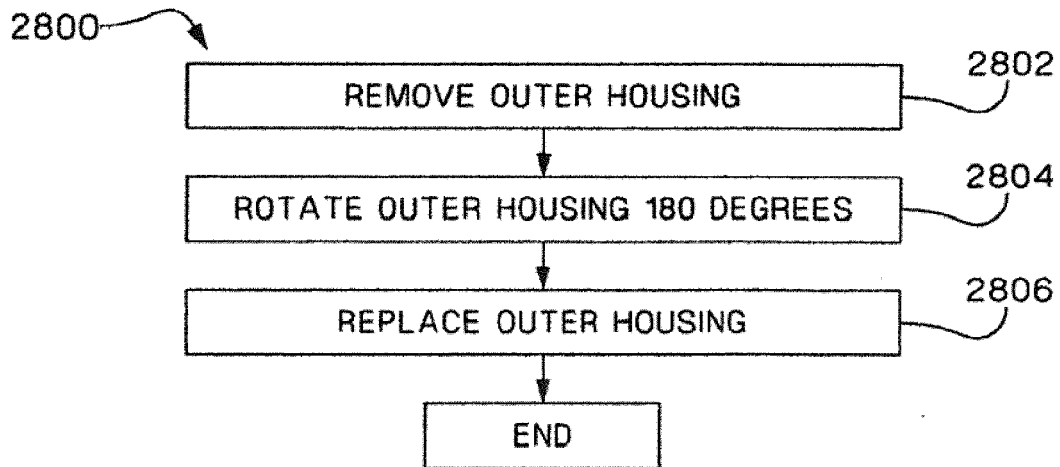 2800
2802
REMOVE OUTER HOUSING
2804
ROTATE OUTER HOUSING 180 DEGREES
2806
REPLACE OUTER HOUSING
END